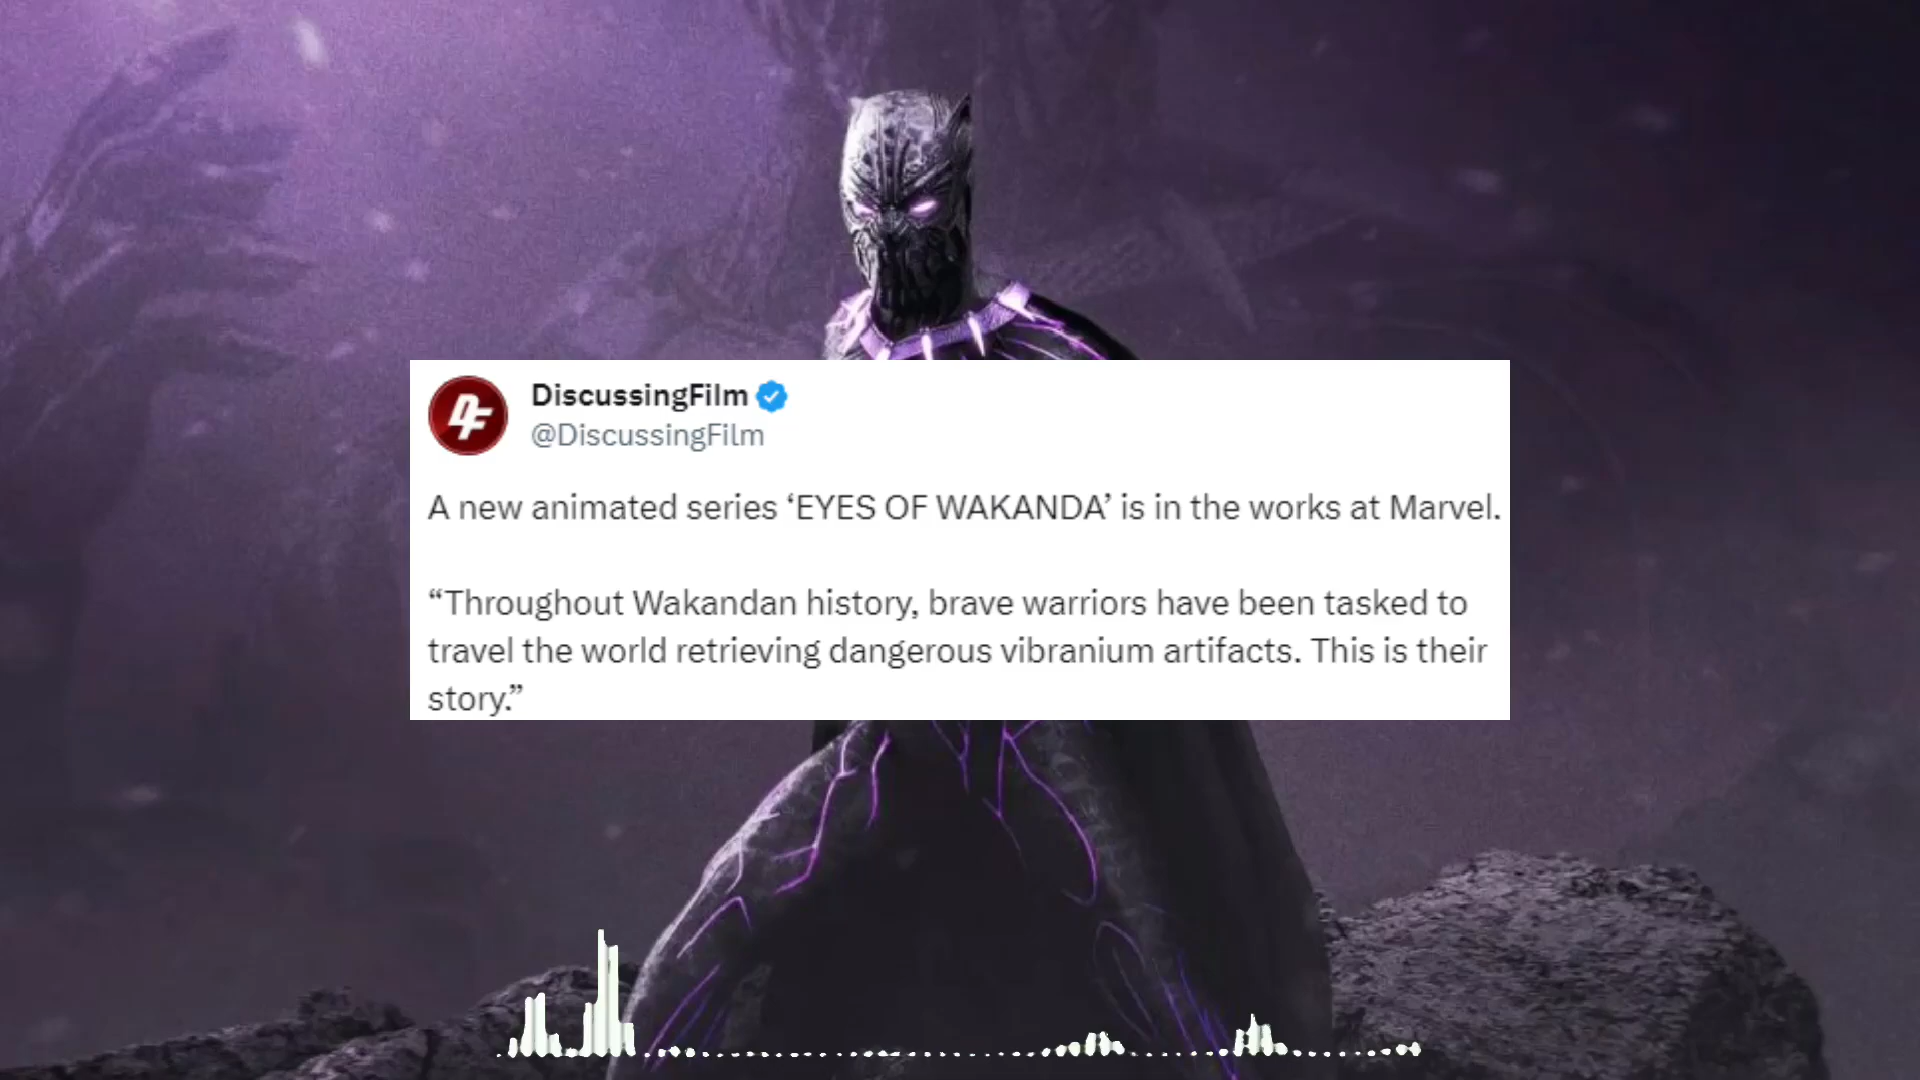 DF
DiscussingFilm
@DiscussingFilm
A new animated series ‘EYES OF WAKANDA’ is in the works at Marvel.
“Throughout Wakandan history, brave warriors have been tasked to
travel the world retrieving dangerous vibranium artifacts. This is their
story.”